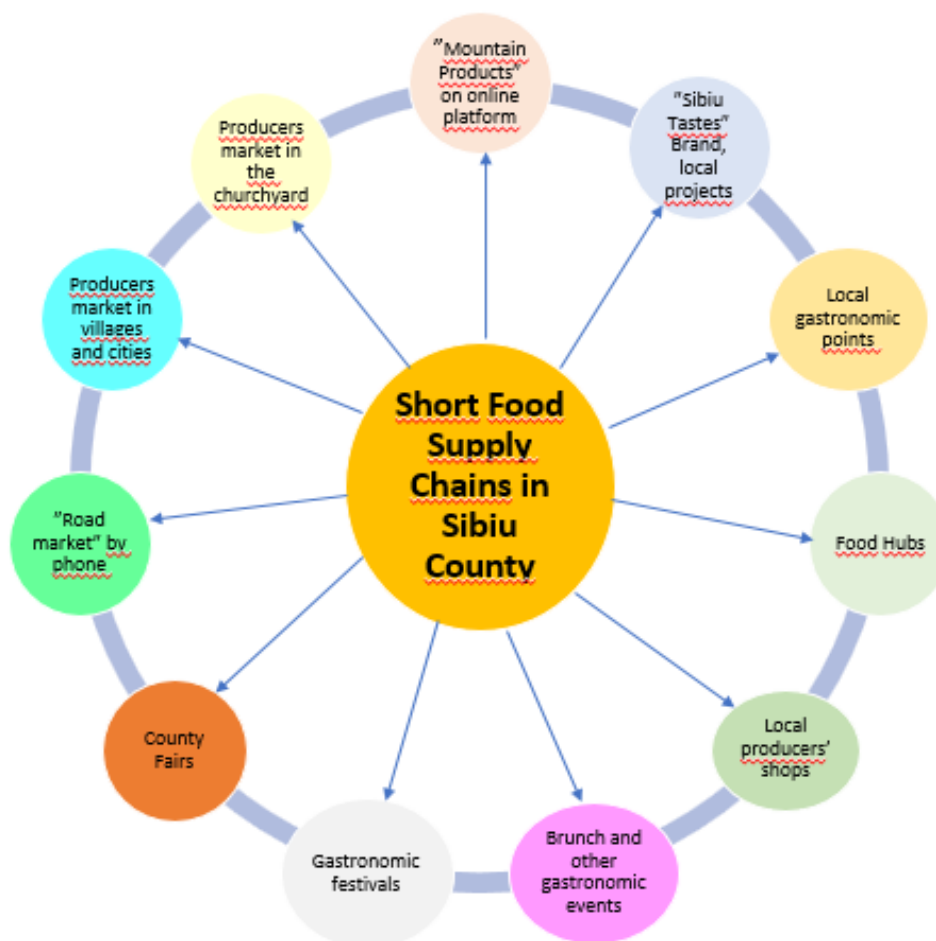 ”Mountain
Products”
on online
platform
”Sibiu
Tastes”
Brand,
local
projects
Local
gastronomic
points
Food Hubs
Local
producers’
shops
Brunch and
other
gastronomic
events
Gastronomic
festivals
County
Fairs
”Road
market” by
phone
Producers
market in
villages
and cities
Producers
market in
the
churchyard
Short Food
Supply
Chains in
Sibiu
County